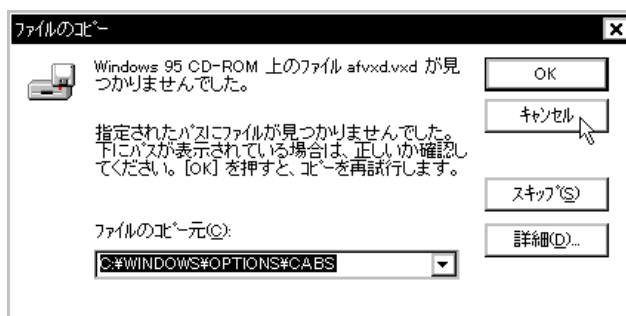 ファイルのコピー
Windows 95 CD-ROM 上のファイル afvxd.vxd が見
つかりませんでした。
指定されたパスにファイルが見つかりませんでした。
下にパスが表示されている場合は、正しいか確認し
てください。[OK] を押すと、コピーを再試行します。
ファイルのコピー元(C):
C:¥WINDOWS¥OPTIONS¥CABS
OK
キャンセル
スキップ(S)
詳細(D)...